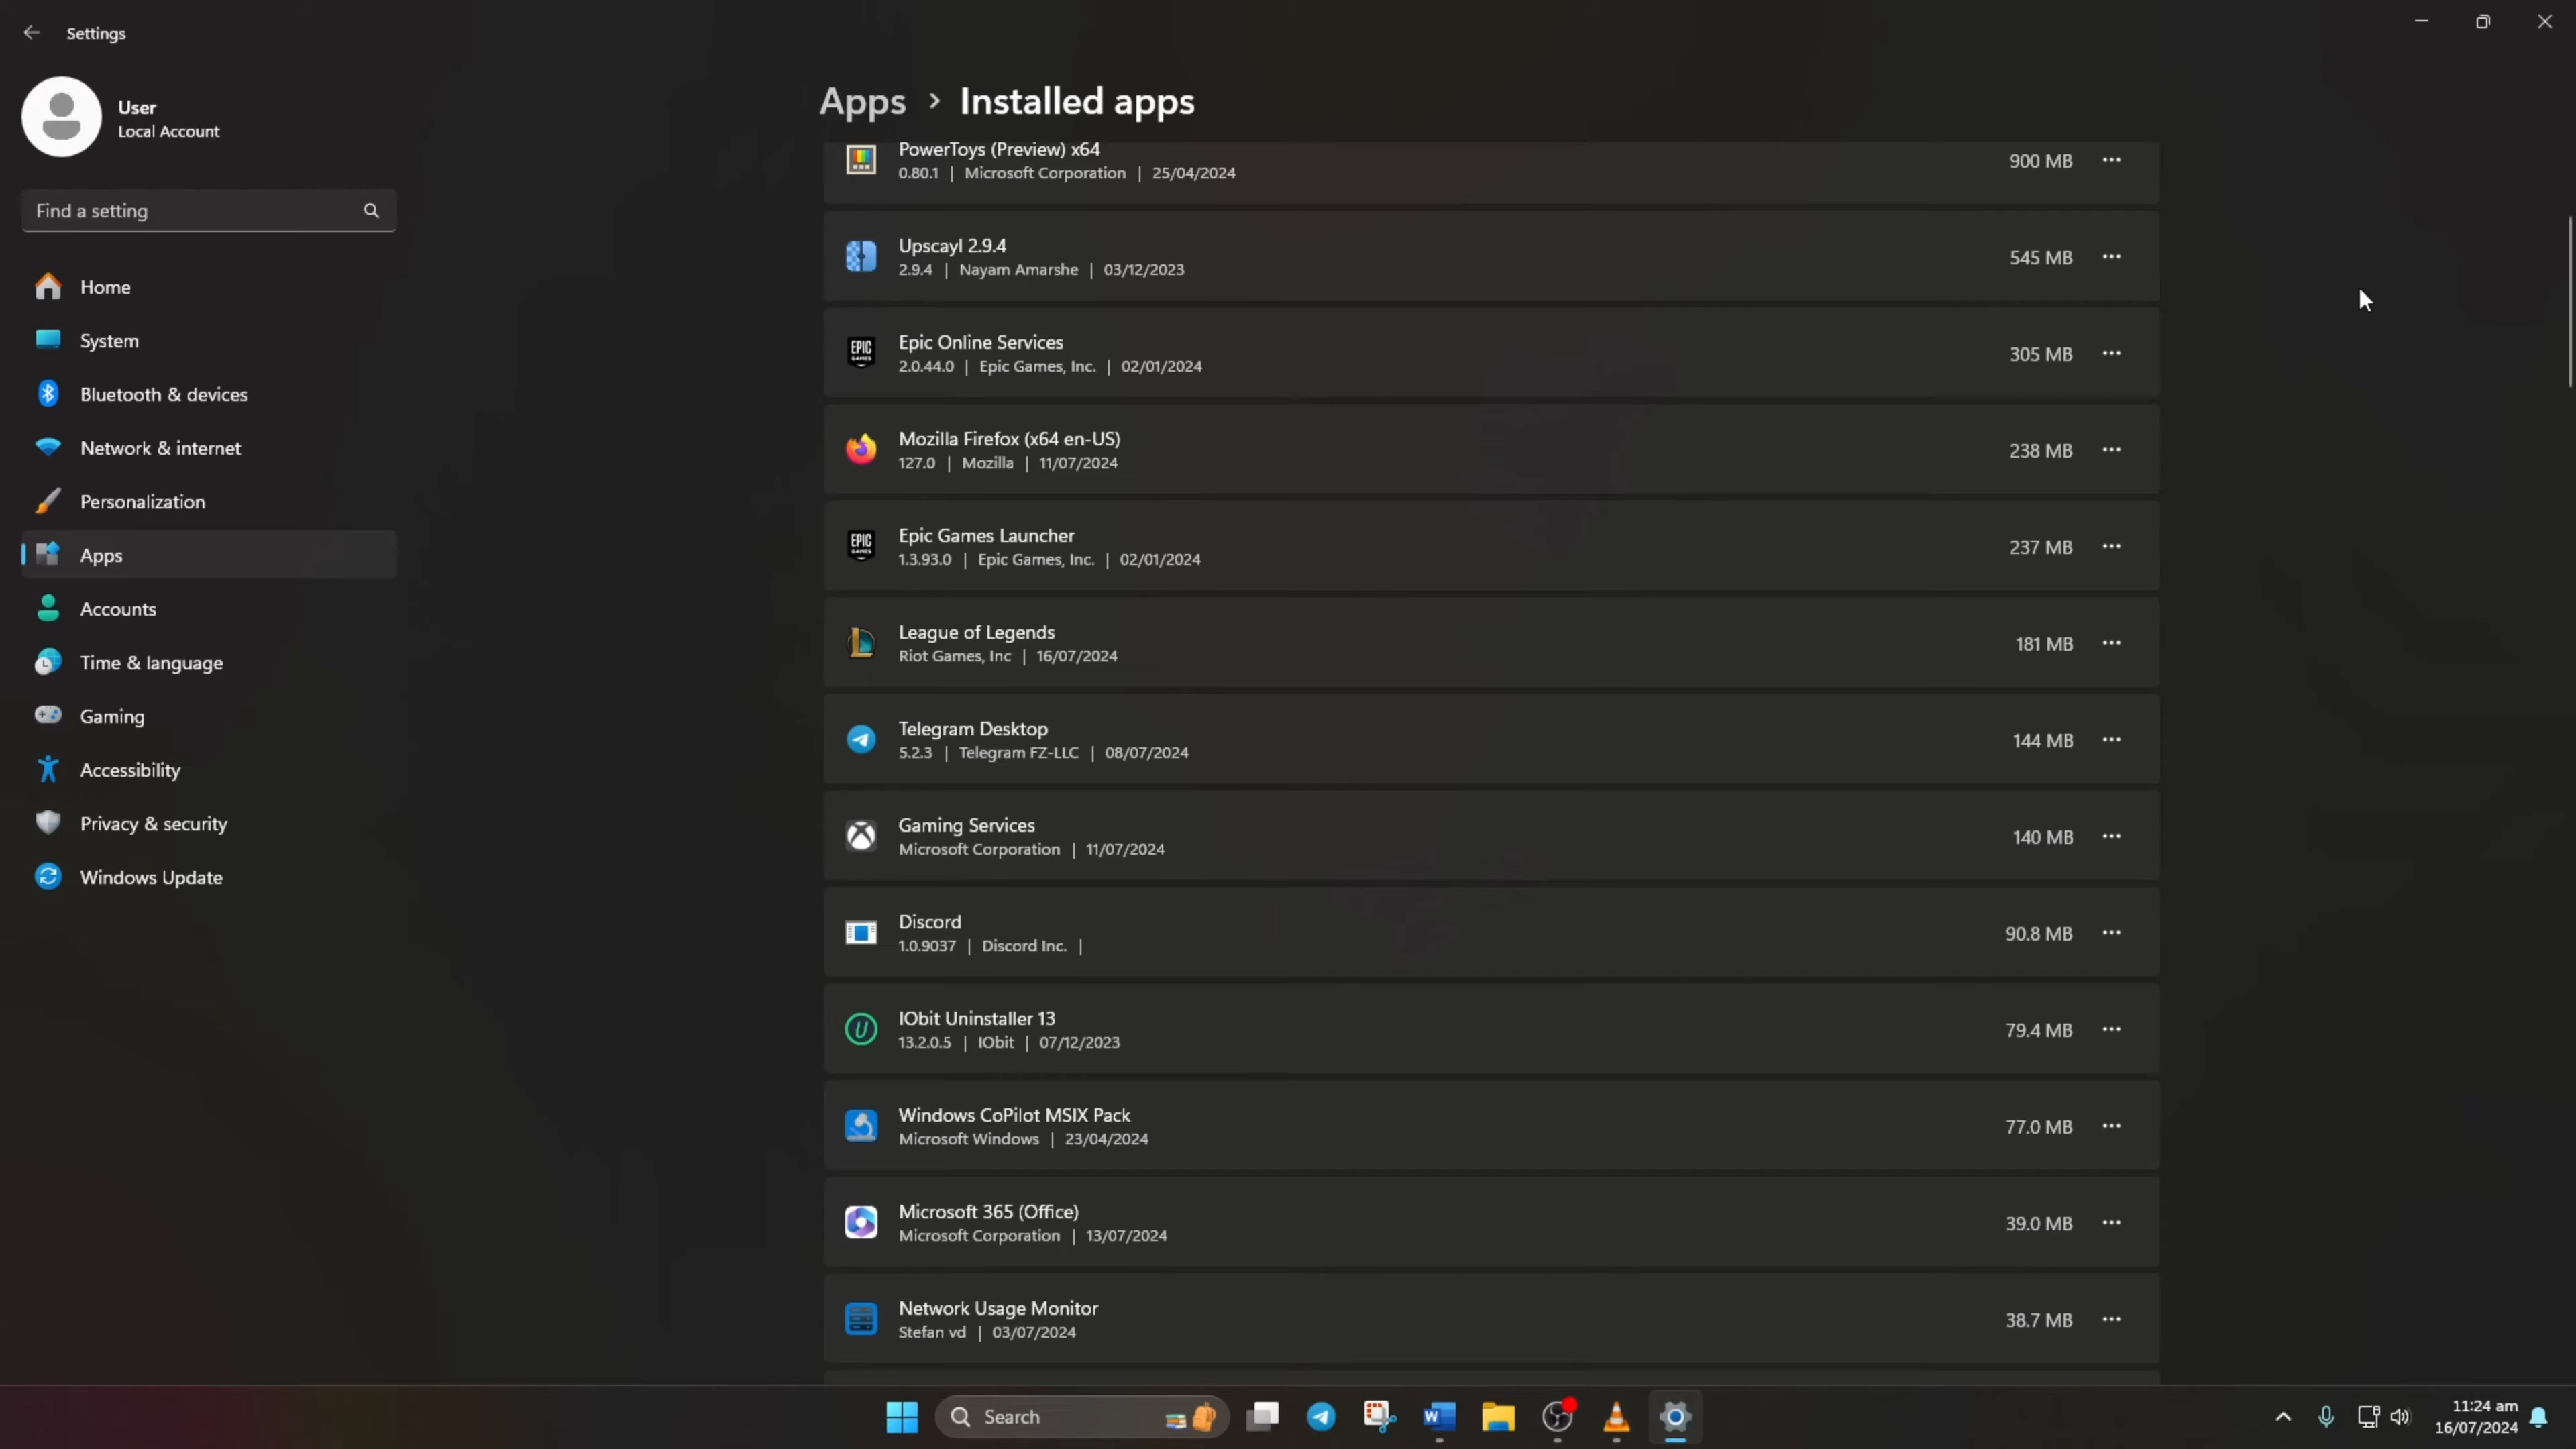 Settings
User
Local Account
Find a setting
Home
System
Bluetooth & devices
Network & internet
Personalization
Apps
Accounts
Time & language
Gaming
Accessibility
Privacy & security
Windows Update
Apps > Installed apps
PowerToys (Preview) x64
0.80.1 | Microsoft Corporation | 25/04/2024
900 MB
Upscayl 2.9.4
2.9.4 | Nayam Amarshe | 03/12/2023
545 MB
EPIC GAMES
Epic Online Services
2.0.44.0 | Epic Games, Inc. | 02/01/2024
305 MB
Mozilla Firefox (x64 en-US)
127.0 | Mozilla | 11/07/2024
238 MB
EPIC GAMES
Epic Games Launcher
1.3.93.0 | Epic Games, Inc. | 02/01/2024
237 MB
League of Legends
Riot Games, Inc | 16/07/2024
181 MB
Telegram Desktop
5.2.3 | Telegram FZ-LLC | 08/07/2024
144 MB
Gaming Services
Microsoft Corporation | 11/07/2024
140 MB
Discord
1.0.9037 | Discord Inc. |
90.8 MB
IObit Uninstaller 13
13.2.0.5 | IObit | 07/12/2023
79.4 MB
Windows CoPilot MSIX Pack
Microsoft Windows | 23/04/2024
77.0 MB
Microsoft 365 (Office)
Microsoft Corporation | 13/07/2024
39.0 MB
Network Usage Monitor
Stefan vd | 03/07/2024
38.7 MB
Search
11:24 am
16/07/2024